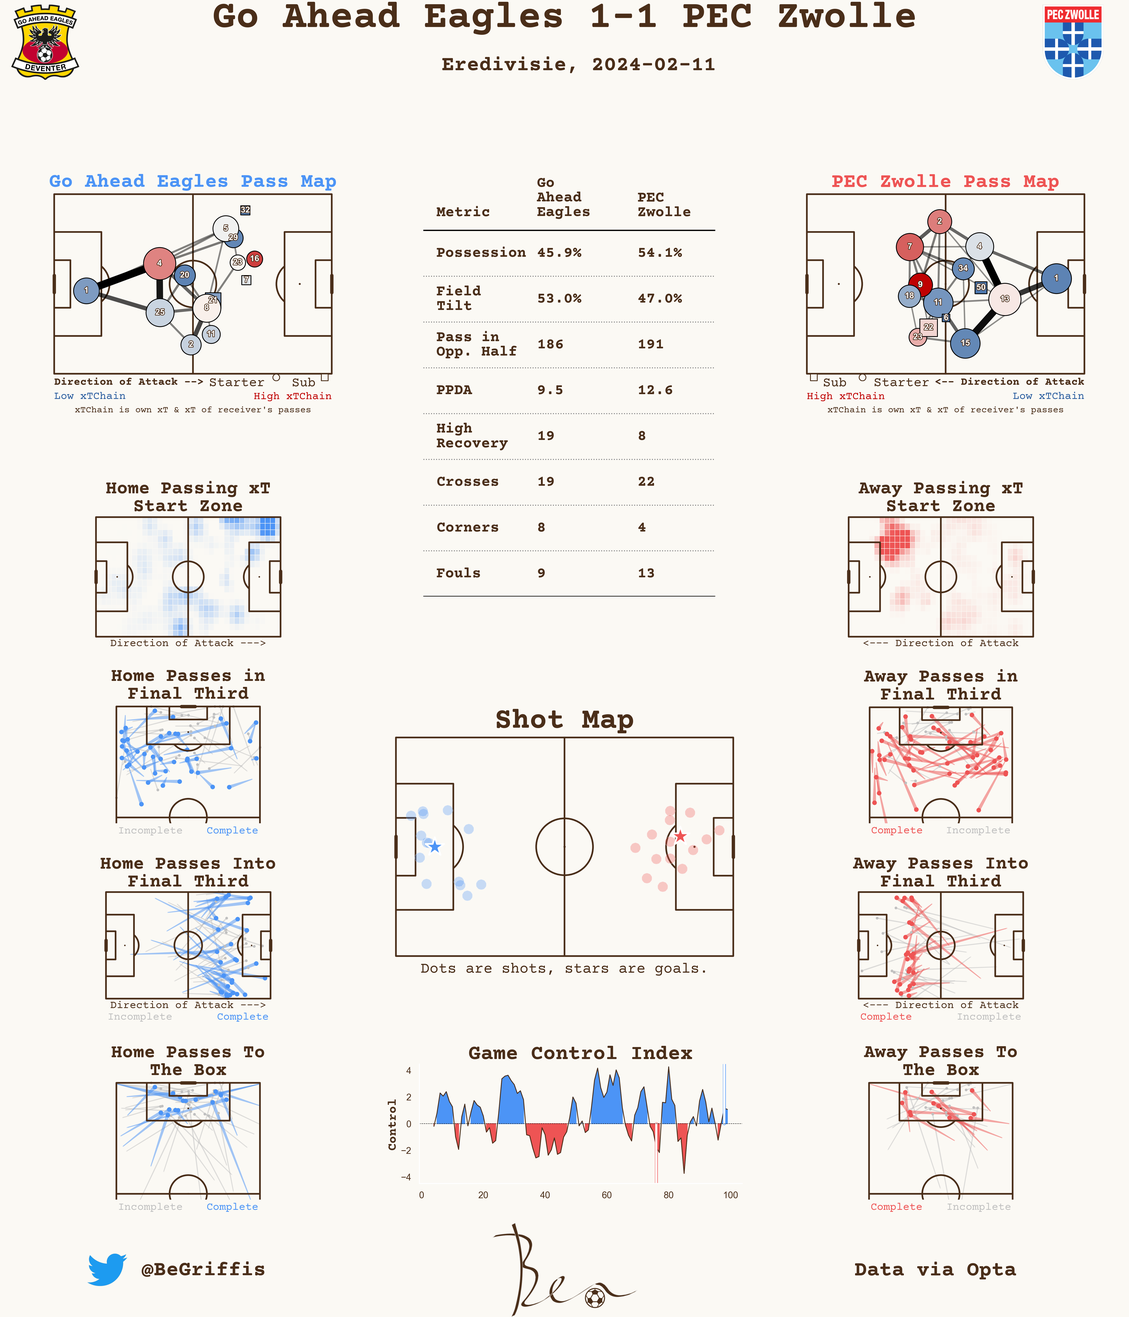 Go Ahead Eagles 1-1 PEC Zwolle
Eredivisie, 2024-02-11
GO AHEAD EAGLES
DEVENTER
PEC ZWOLLE
Go Ahead Eagles Pass Map
32
5
29
4
23
16
20
7
1
21
8
25
11
2
Direction of Attack --> Starter Sub
Low xTChain High xTChain
xTChain is own xT & xT of receiver's passes
Metric Go Ahead Eagles PEC Zwolle
Possession 45.9% 54.1%
Field Tilt 53.0% 47.0%
Pass in Opp. Half 186 191
PPDA 9.5 12.6
High Recovery 19 8
Crosses 19 22
Corners 8 4
Fouls 9 13
PEC Zwolle Pass Map
2
7
4
34
1
9
50
18
11
13
6
22
23
15
Sub Starter <-- Direction of Attack
High xTChain Low xTChain
xTChain is own xT & xT of receiver's passes
Home Passing xT
Start Zone
Direction of Attack --->
Away Passing xT
Start Zone
<--- Direction of Attack
Home Passes in
Final Third
Incomplete Complete
Away Passes in
Final Third
Complete Incomplete
Shot Map
Dots are shots, stars are goals.
Home Passes Into
Final Third
Direction of Attack --->
Incomplete Complete
Away Passes Into
Final Third
<--- Direction of Attack
Complete Incomplete
Home Passes To
The Box
Incomplete Complete
Game Control Index
Control
4
2
0
−2
−4
0 20 40 60 80 100
Away Passes To
The Box
Complete Incomplete
@BeGriffis
Ben
Data via Opta